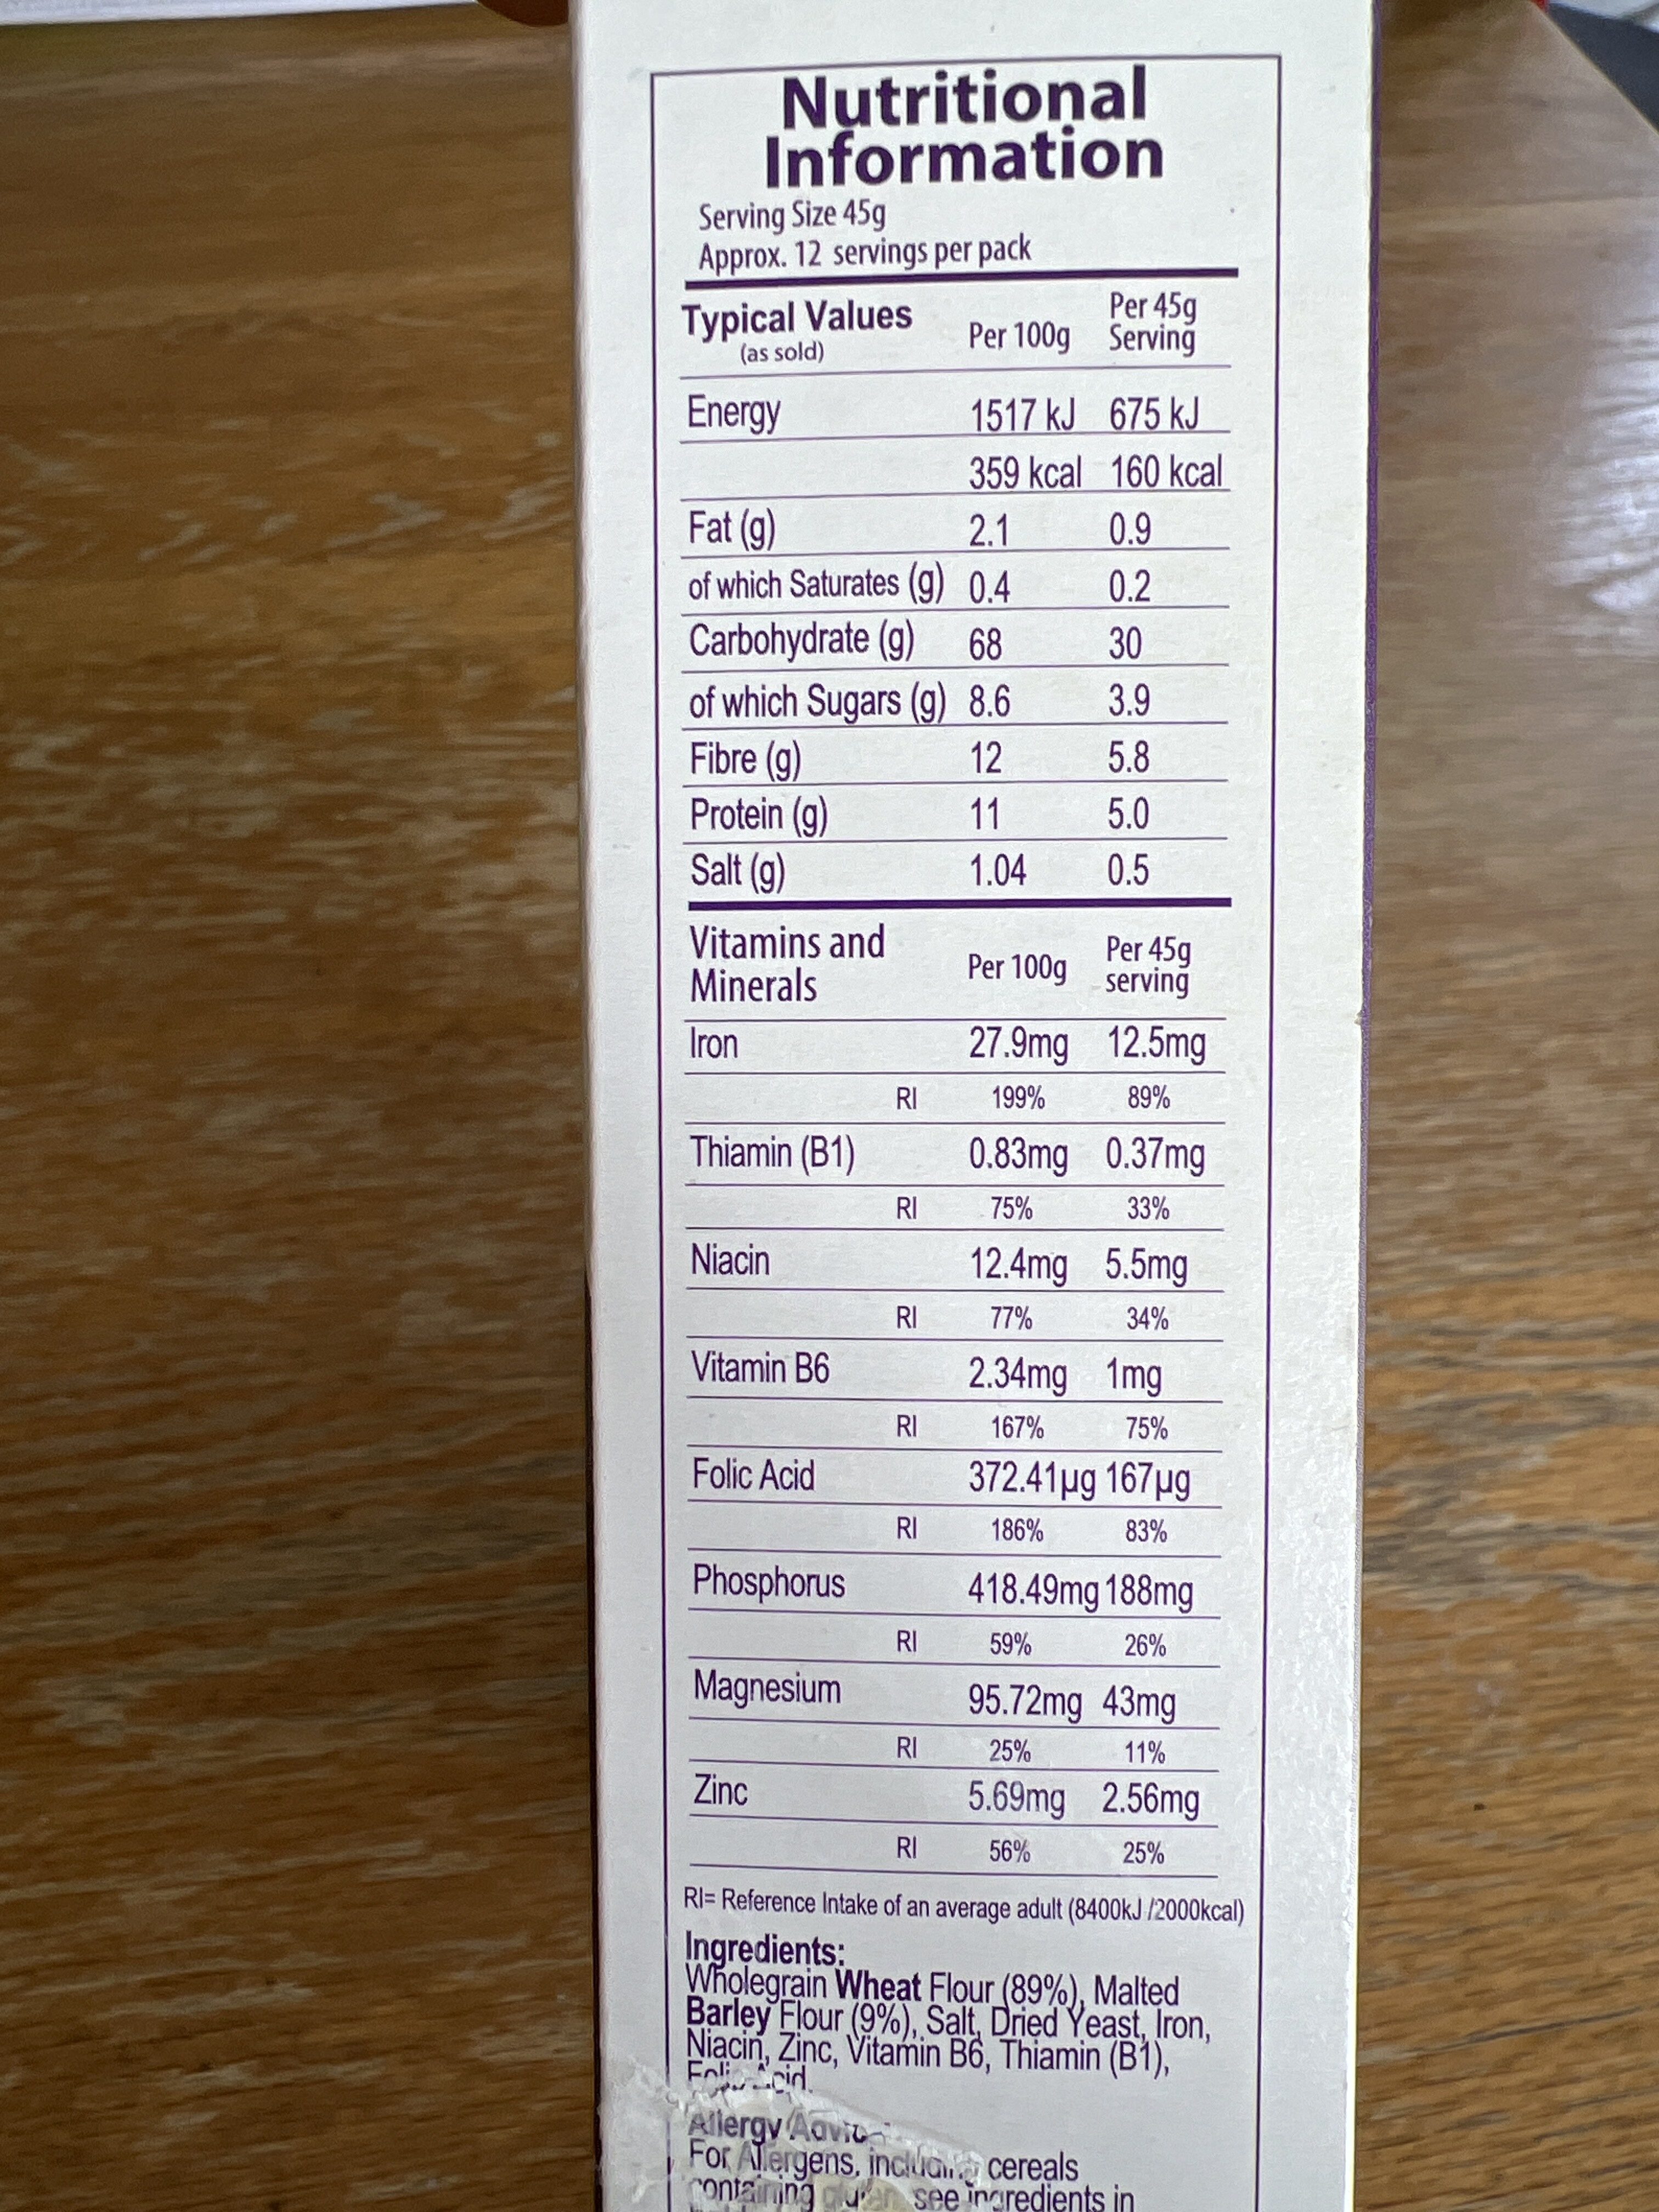 Nutritional
Information
Serving Size 45g
Approx. 12 servings per pack
Typical Values
(as sold)
Per 100g
Per 45g
Serving
Energy 1517 kJ 675 kJ
359 kcal 160 kcal
Fat (g) 2.1 0.9
of which Saturates (g) 0.4 0.2
Carbohydrate (g) 68 30
of which Sugars (g) 8.6 3.9
Fibre (g) 12 5.8
Protein (g) 11 5.0
Salt (g) 1.04 0.5
Vitamins and
Minerals
Per 100g
Per 45g
serving
Iron 27.9mg 12.5mg
RI 199% 89%
Thiamin (B1) 0.83mg 0.37mg
RI 75% 33%
Niacin 12.4mg 5.5mg
RI 77% 34%
Vitamin B6 2.34mg 1mg
RI 167% 75%
Folic Acid 372.41µg 167µg
RI 186% 83%
Phosphorus 418.49mg 188mg
RI 59% 26%
Magnesium 95.72mg 43mg
RI 25% 11%
Zinc 5.69mg 2.56mg
RI 56% 25%
RI= Reference Intake of an average adult (8400kJ /2000kcal)
Ingredients:
Wholegrain Wheat Flour (89%), Malted
Barley Flour (9%), Salt, Dried Yeast, Iron,
Niacin, Zinc, Vitamin B6, Thiamin (B1),
Folic Acid.
Allergy
For Allergens, including cereals
containing gluten see ingredients in